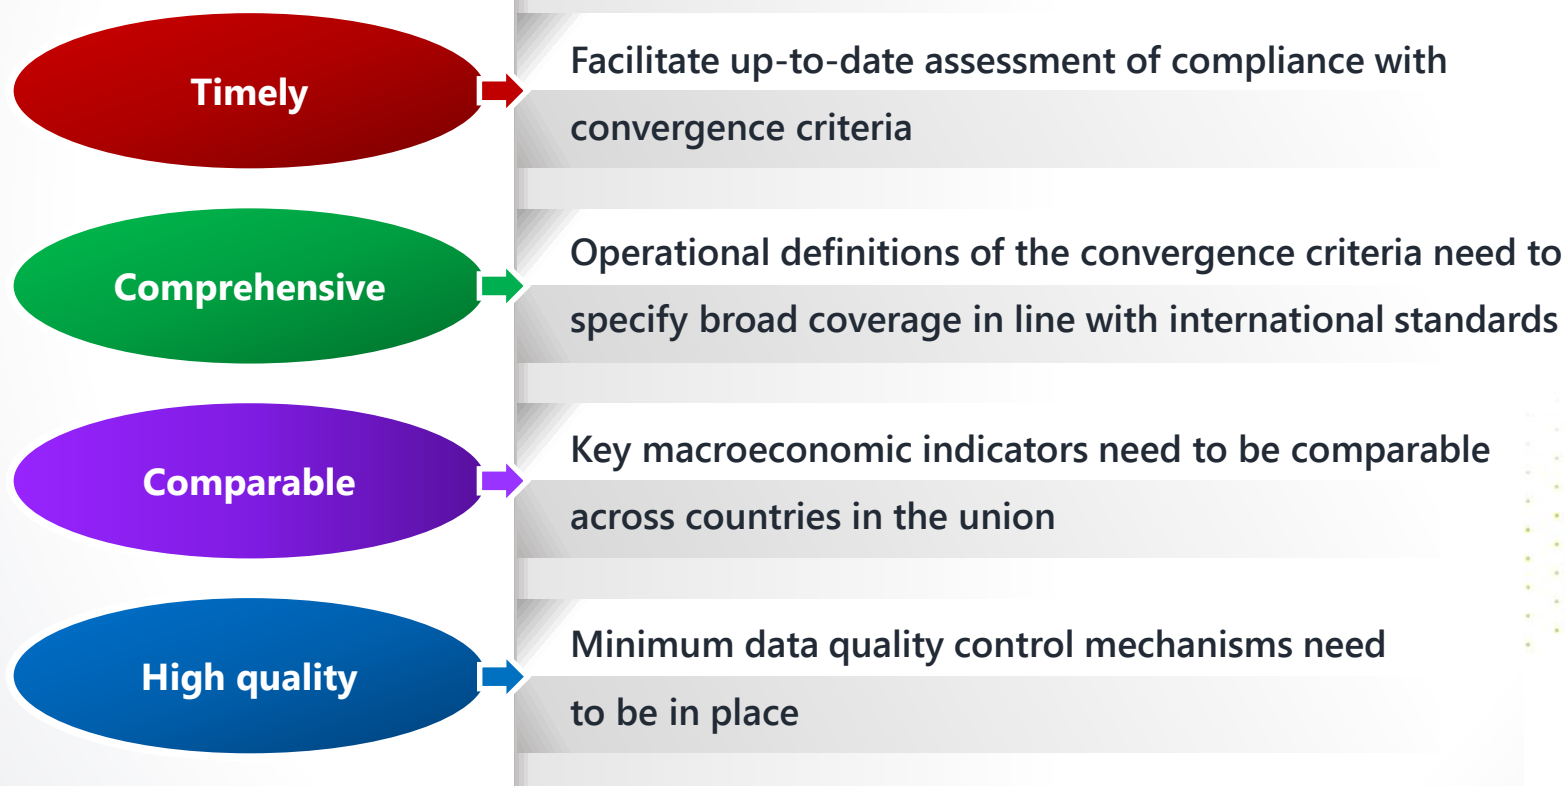 Timely
Facilitate up-to-date assessment of compliance with
convergence criteria
Comprehensive
Operational definitions of the convergence criteria need to
specify broad coverage in line with international standards
Comparable
Key macroeconomic indicators need to be comparable
across countries in the union
High quality
Minimum data quality control mechanisms need
to be in place